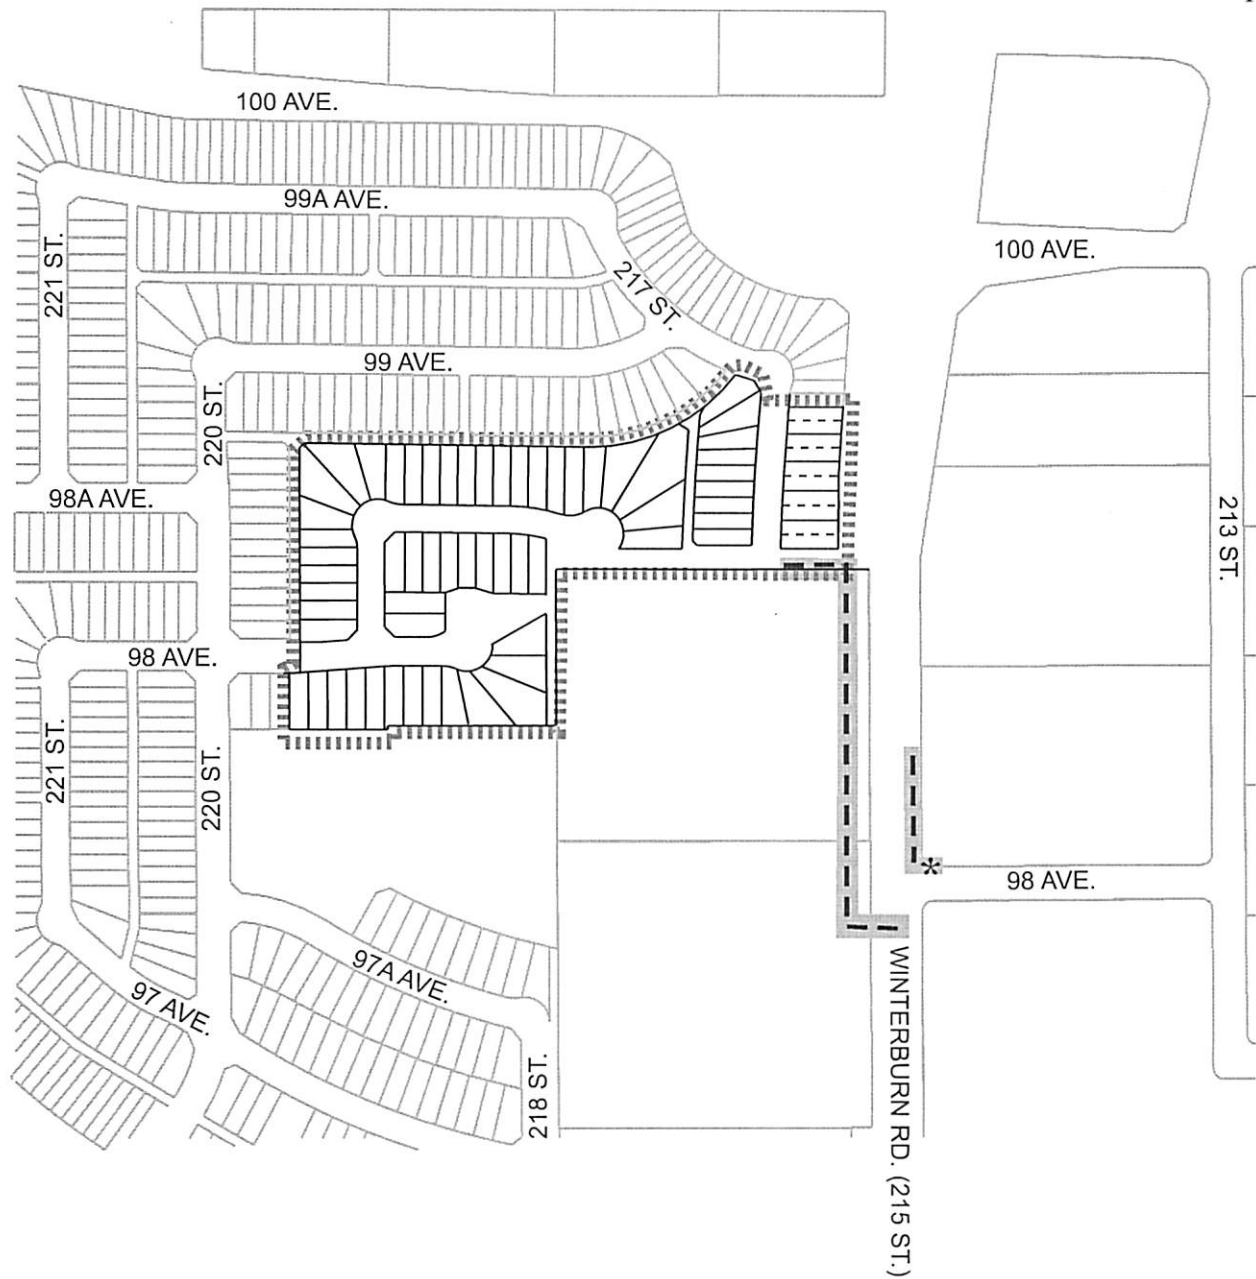 100 AVE.
99A AVE.
100 AVE.
221 ST.
217 ST.
99 AVE.
220 ST.
98A AVE.
213 ST.
98 AVE.
221 ST.
220 ST.
*
98 AVE.
97A AVE.
97 AVE.
218 ST.
WINTERBURN RD. (215 ST.)